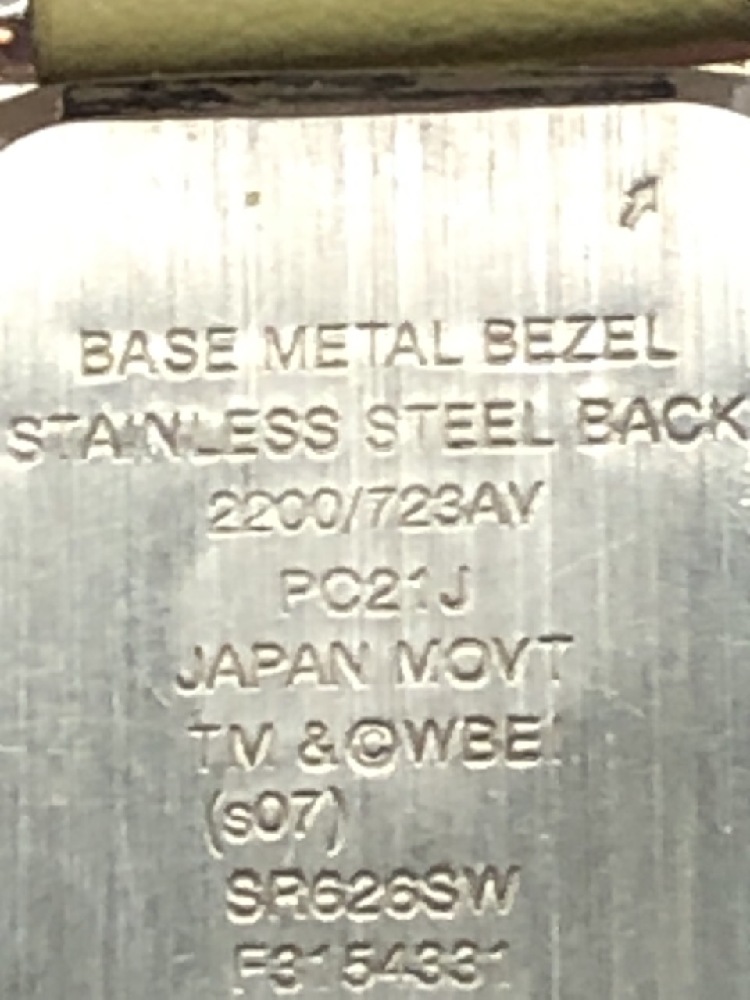 BASE METAL BEZEL
STAINLESS STEEL BACK
2200/723AV
PC21J
JAPAN MOVT
TM & ©WBEI
(s07)
SR626SW
F3154331